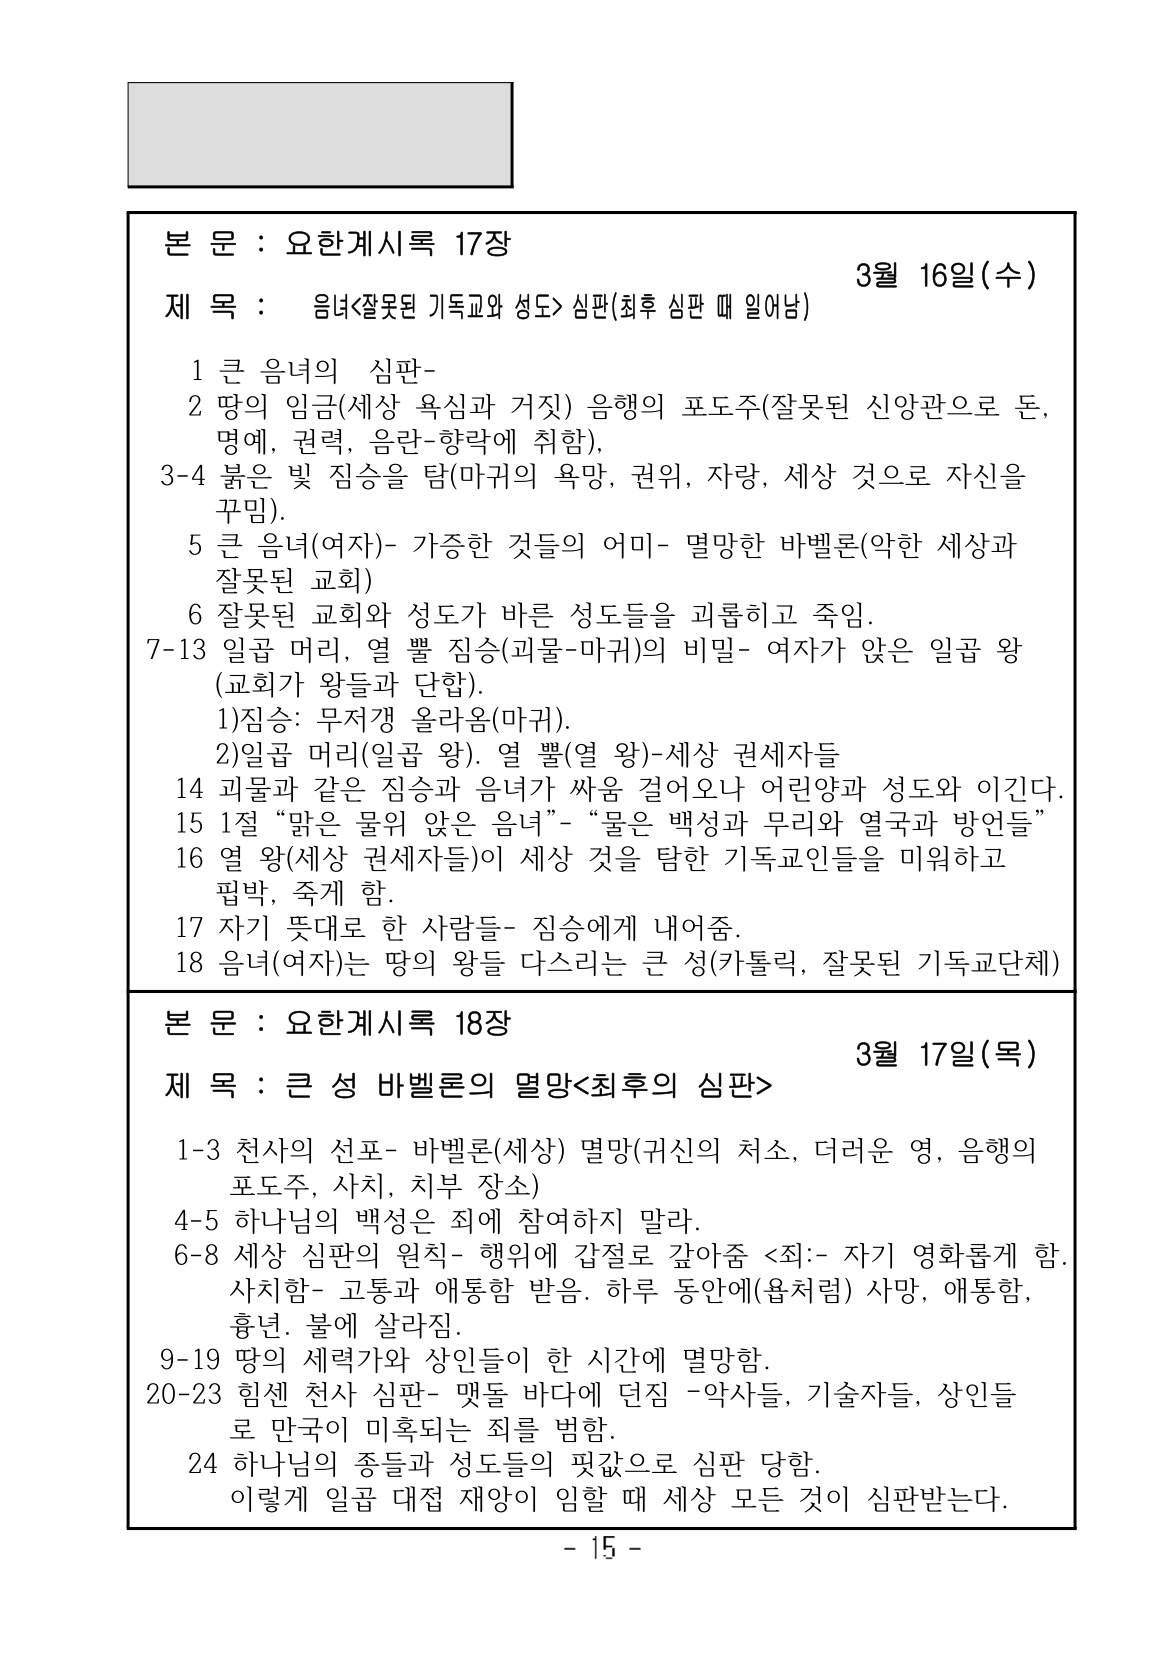 본 문 : 요한계시록 17장
3월 16일(수)
제 목 : 음녀<잘못된 기독교와 성도> 심판(최후 심판 때 일어남)
1 큰 음녀의 심판-
2 땅의 임금(세상 욕심과 거짓) 음행의 포도주(잘못된 신앙관으로 돈,
명예, 권력, 음란-향락에 취함),
3-4 붉은 빛 짐승을 탐(마귀의 욕망, 권위, 자랑, 세상 것으로 자신을
꾸밈).
5 큰 음녀(여자)- 가증한 것들의 어미- 멸망한 바벨론(악한 세상과
잘못된 교회)
6 잘못된 교회와 성도가 바른 성도들을 괴롭히고 죽임.
7-13 일곱 머리, 열 뿔 짐승(괴물-마귀)의 비밀- 여자가 앉은 일곱 왕
(교회가 왕들과 단합).
1)짐승: 무저갱 올라옴(마귀).
2)일곱 머리(일곱 왕). 열 뿔(열 왕)-세상 권세자들
14 괴물과 같은 짐승과 음녀가 싸움 걸어오나 어린양과 성도와 이긴다.
15 1절 “맑은 물위 앉은 음녀”- “물은 백성과 무리와 열국과 방언들”
16 열 왕(세상 권세자들)이 세상 것을 탐한 기독교인들을 미워하고
핍박, 죽게 함.
17 자기 뜻대로 한 사람들- 짐승에게 내어줌.
18 음녀(여자)는 땅의 왕들 다스리는 큰 성(카톨릭, 잘못된 기독교단체)
본 문 : 요한계시록 18장
3월 17일(목)
제 목 : 큰 성 바벨론의 멸망<최후의 심판>
1-3 천사의 선포- 바벨론(세상) 멸망(귀신의 처소, 더러운 영, 음행의
포도주, 사치, 치부 장소)
4-5 하나님의 백성은 죄에 참여하지 말라.
6-8 세상 심판의 원칙- 행위에 갑절로 갚아줌 <죄:- 자기 영화롭게 함.
사치함- 고통과 애통함 받음. 하루 동안에(욥처럼) 사망, 애통함,
흉년. 불에 살라짐.
9-19 땅의 세력가와 상인들이 한 시간에 멸망함.
20-23 힘센 천사 심판- 맷돌 바다에 던짐 -악사들, 기술자들, 상인들
로 만국이 미혹되는 죄를 범함.
24 하나님의 종들과 성도들의 핏값으로 심판 당함.
이렇게 일곱 대접 재앙이 임할 때 세상 모든 것이 심판받는다.
- 15 -